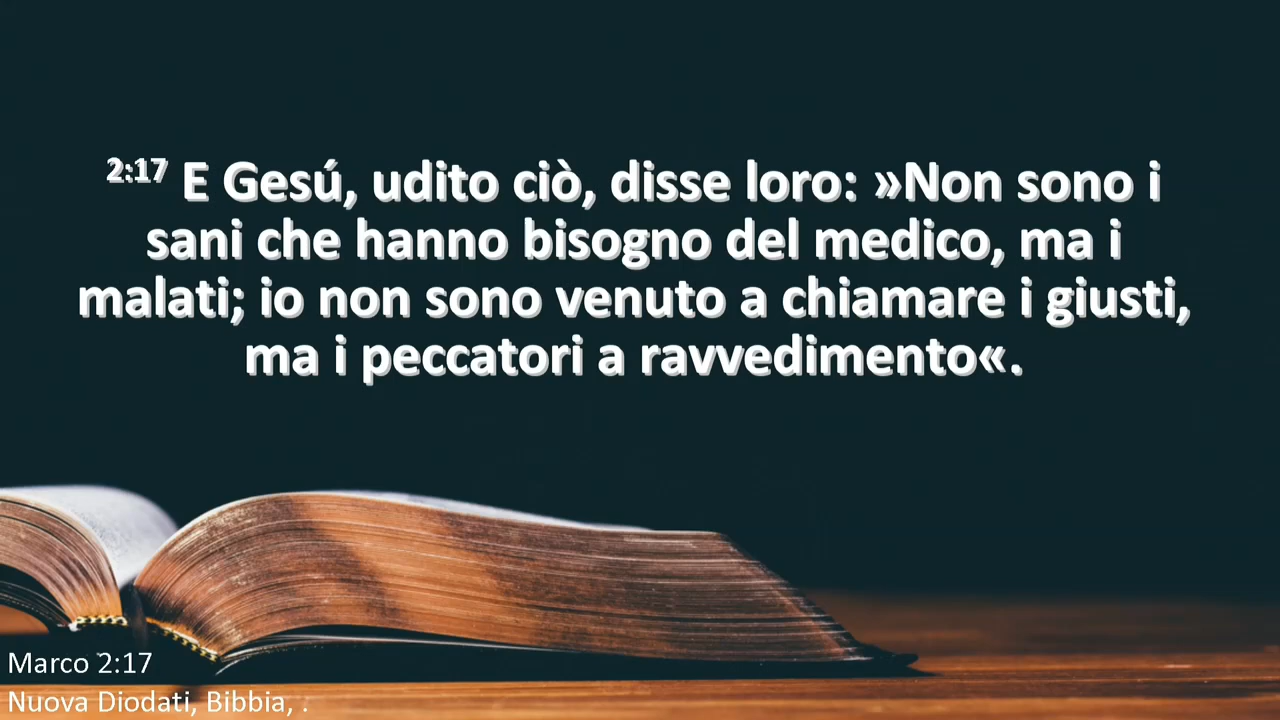 2:17 E Gesú, udito ciò, disse loro: »Non sono i
sani che hanno bisogno del medico, ma i
malati; io non sono venuto a chiamare i giusti,
ma i peccatori a ravvedimento«.
Marco 2:17
Nuova Diodati, Bibbia, .